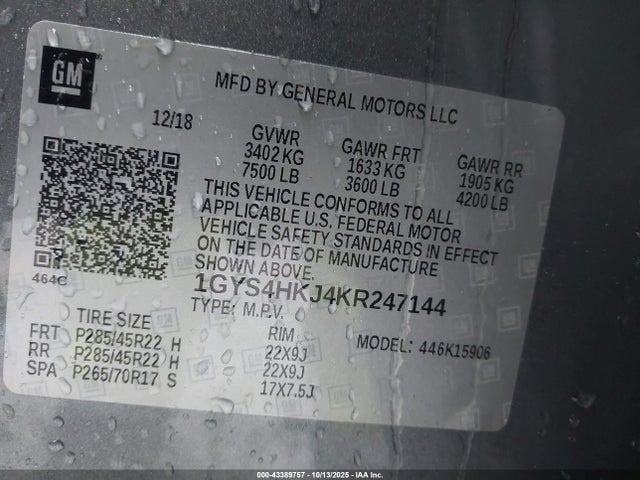 GM
MFD BY GENERAL MOTORS LLC
12/18
GVWR
3402 KG
7500 LB
GAWR FRT
1633 KG
3600 LB
GAWR RR
1905 KG
4200 LB
THIS VEHICLE CONFORMS TO ALL
APPLICABLE U.S. FEDERAL MOTOR
VEHICLE SAFETY STANDARDS IN EFFECT
ON THE DATE OF MANUFACTURE
SHOWN ABOVE.
464C
1GYS4HKJ4KR247144
TYPE: M.P.V.
MODEL: 446K15906
TIRE SIZE
RIM
FRT P285/45R22 H 22X9J
RR P285/45R22 H 22X9J
SPA P265/70R17 S 17X7.5J
000-43389757 - 10/13/2025 - IAA Inc.